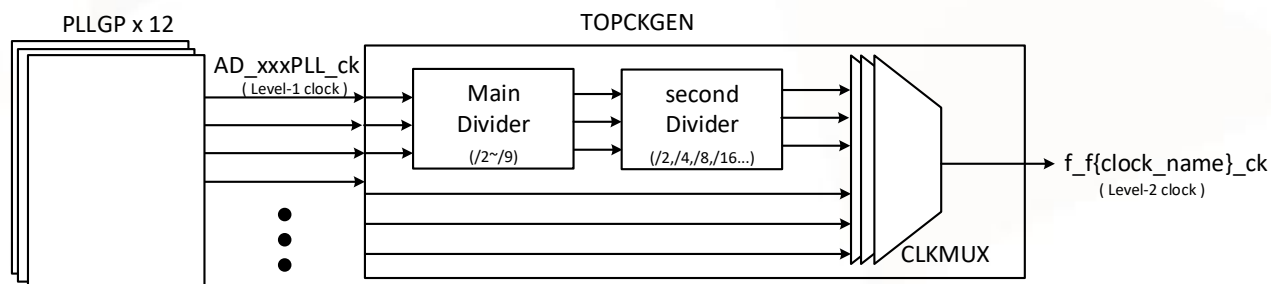 PLLGP x 12
TOPCKGEN
AD_xxxPLL_ck
( Level-1 clock )
Main
Divider
(/2~/9)
second
Divider
(/2,/4,/8,/16...)
f_f{clock_name}_ck
( Level-2 clock )
CLKMUX